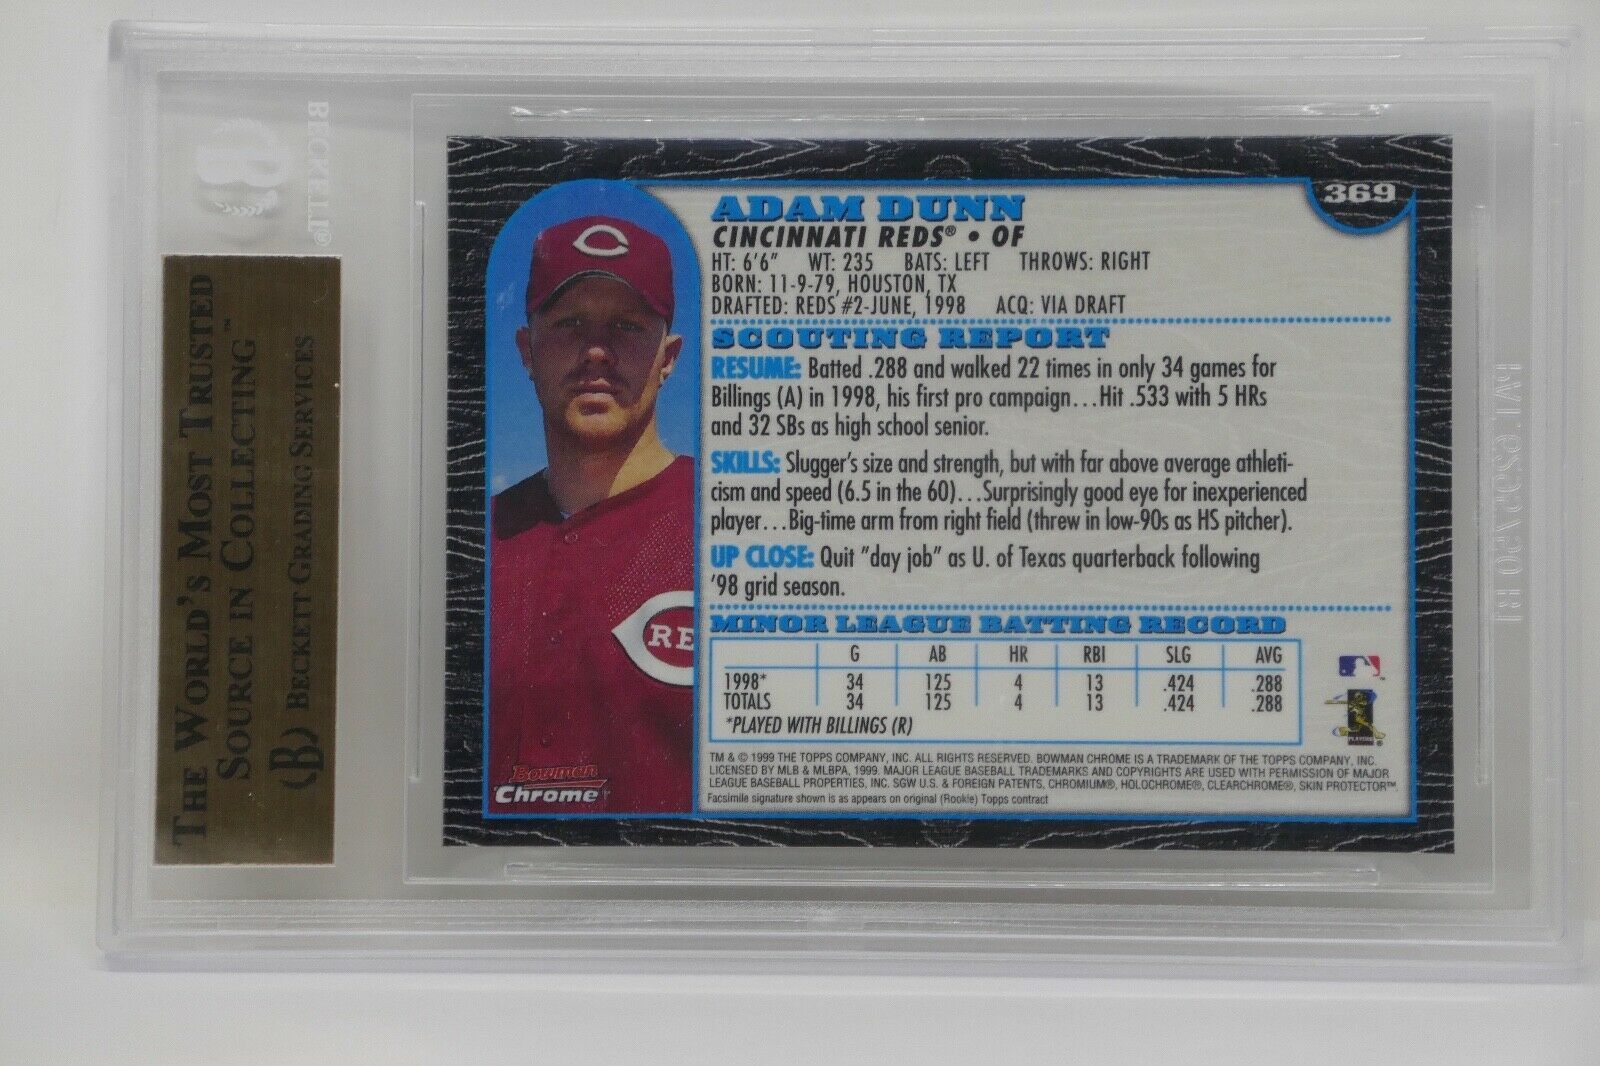 BECKETT®
THE WORLD'S MOST TRUSTED
SOURCE IN COLLECTING™
B BECKETT GRADING SERVICES
369
ADAM DUNN
CINCINNATI REDS® • OF
HT: 6'6" WT: 235 BATS: LEFT THROWS: RIGHT
BORN: 11-9-79, HOUSTON, TX
DRAFTED: REDS #2-JUNE, 1998 ACQ: VIA DRAFT
SCOUTING REPORT
RESUME: Batted .288 and walked 22 times in only 34 games for
Billings (A) in 1998, his first pro campaign...Hit .533 with 5 HRs
and 32 SBs as high school senior.
SKILLS: Slugger's size and strength, but with far above average athleti-
cism and speed (6.5 in the 60)...Surprisingly good eye for inexperienced
player...Big-time arm from right field (threw in low-90s as HS pitcher).
UP CLOSE: Quit "day job" as U. of Texas quarterback following
'98 grid season.
MINOR LEAGUE BATTING RECORD
G AB HR RBI SLG AVG
1998* 34 125 4 13 .424 .288
TOTALS 34 125 4 13 .424 .288
*PLAYED WITH BILLINGS (R)
TM & © 1999 THE TOPPS COMPANY, INC. ALL RIGHTS RESERVED. BOWMAN CHROME IS A TRADEMARK OF THE TOPPS COMPANY, INC.
LICENSED BY MLB & MLBPA, 1999. MAJOR LEAGUE BASEBALL TRADEMARKS AND COPYRIGHTS ARE USED WITH PERMISSION OF MAJOR
LEAGUE BASEBALL PROPERTIES, INC. SGW U.S. & FOREIGN PATENTS, CHROMIUM®, HOLOCHROME®, CLEARCHROME®, SKIN PROTECTOR™
Facsimile signature shown is as appears on original (Rookie) Topps contract
RE
Bowman
Chrome™
PLAYERS